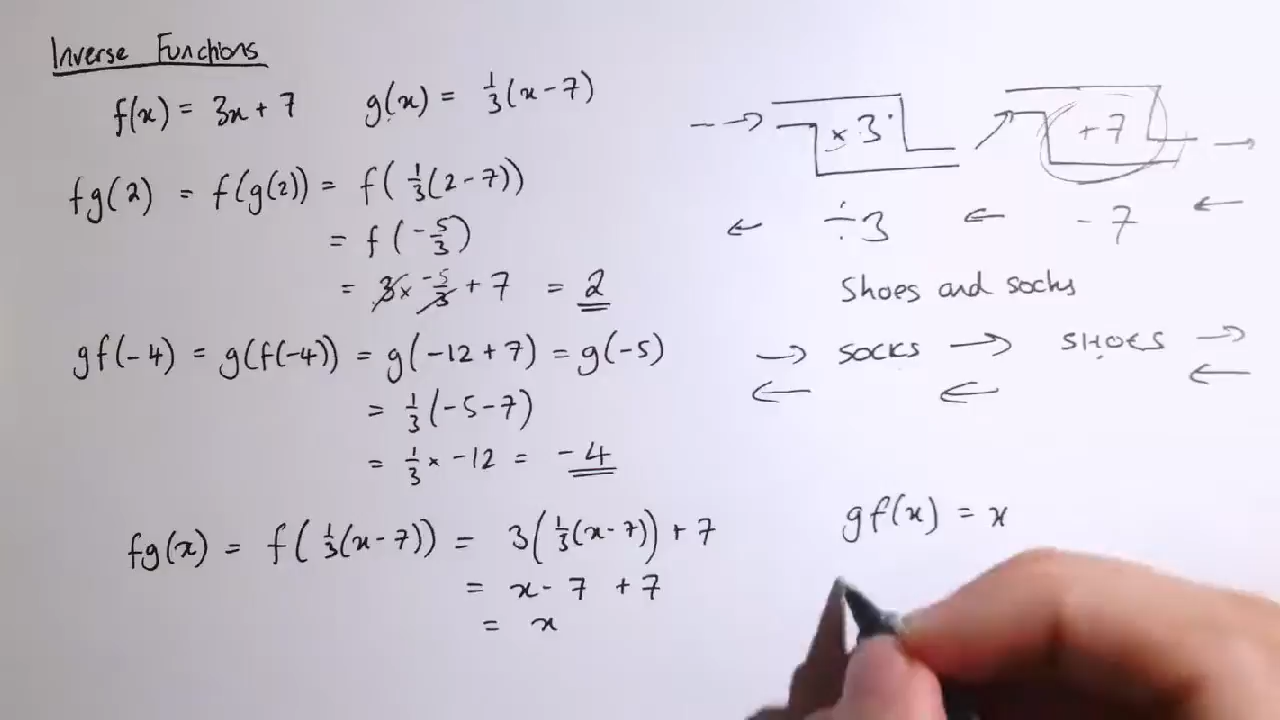 Inverse Functions
f(x) = 3x + 7 g(x) = 1/3(x - 7)
fg(2) = f(g(2)) = f(1/3(2 - 7))
= f(-5/3)
= 3 × -5/3 + 7 = 2
gf(-4) = g(f(-4)) = g(-12 + 7) = g(-5)
= 1/3(-5 - 7)
= 1/3 × -12 = -4
fg(x) = f(1/3(x - 7)) = 3(1/3(x - 7)) + 7
= x - 7 + 7
= x
× 3 + 7
÷ 3 - 7
Shoes and socks
SOCKS → SHOES →
gf(x) = x